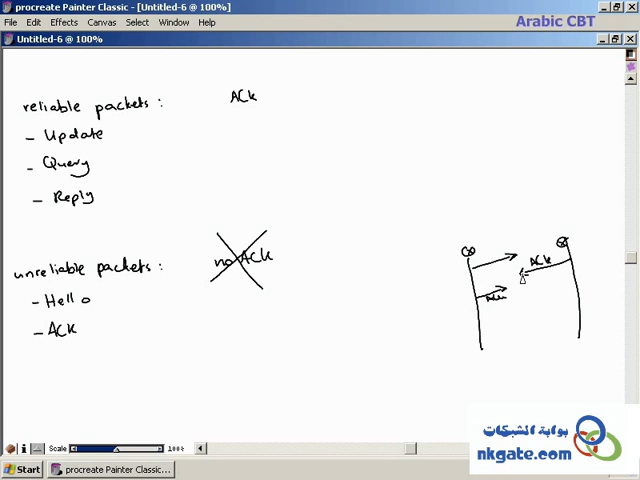 procreate Painter Classic - [Untitled-6 @ 100%]
File Edit Effects Canvas Select Window Help
Arabic CBT
Untitled-6 @ 100%
reliable packets :
ACK
- Update
- Query
- Reply
unreliable packets :
no ACK
- Hello
- ACK
ACK
Scale
100%
بوابة الشبكات
nkgate.com
Start
procreate Painter Classic...